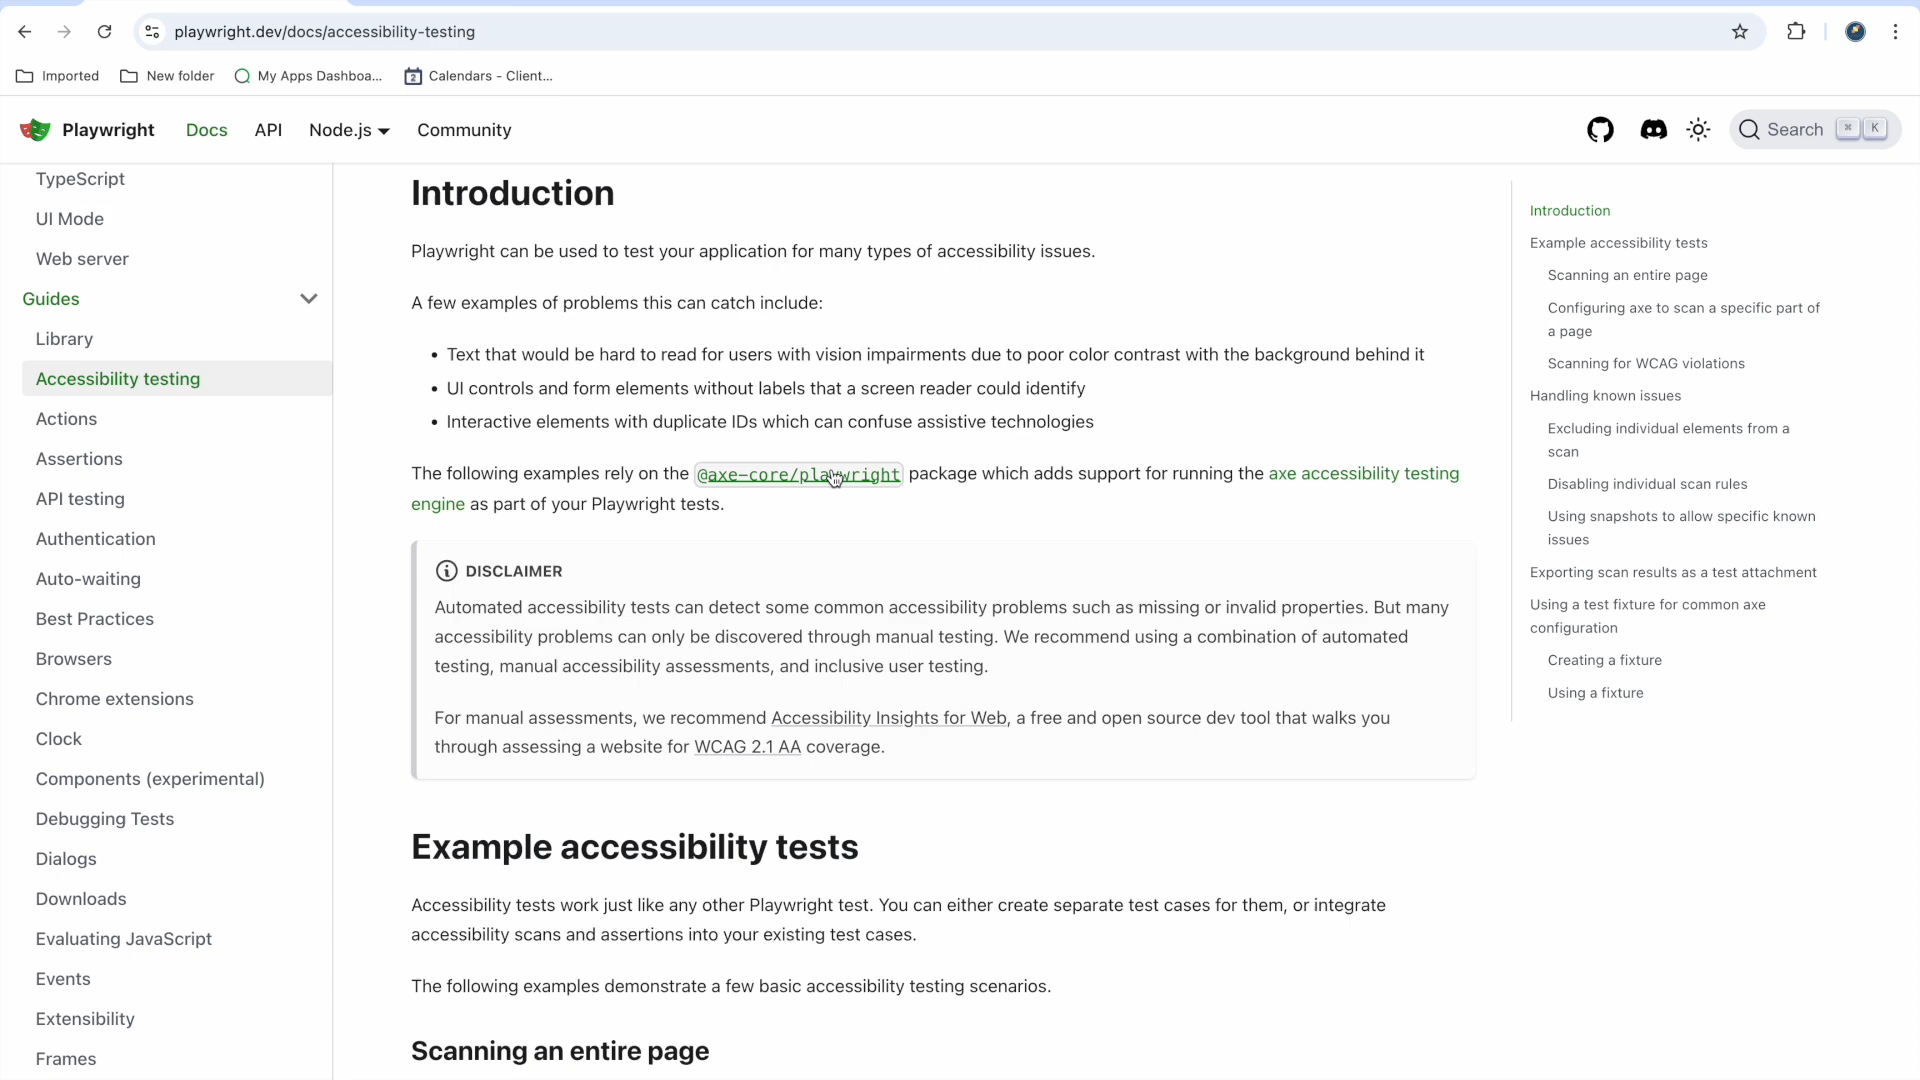 playwright.dev/docs/accessibility-testing
Imported New folder My Apps Dashboa... 2 Calendars - Client...
Playwright Docs API Node.js Community Search ⌘ K
TypeScript
UI Mode
Web server
Guides
Library
Accessibility testing
Actions
Assertions
API testing
Authentication
Auto-waiting
Best Practices
Browsers
Chrome extensions
Clock
Components (experimental)
Debugging Tests
Dialogs
Downloads
Evaluating JavaScript
Events
Extensibility
Frames
Introduction
Playwright can be used to test your application for many types of accessibility issues.
A few examples of problems this can catch include:
• Text that would be hard to read for users with vision impairments due to poor color contrast with the background behind it
• UI controls and form elements without labels that a screen reader could identify
• Interactive elements with duplicate IDs which can confuse assistive technologies
The following examples rely on the @axe-core/playwright package which adds support for running the axe accessibility testing
engine as part of your Playwright tests.
DISCLAIMER
Automated accessibility tests can detect some common accessibility problems such as missing or invalid properties. But many
accessibility problems can only be discovered through manual testing. We recommend using a combination of automated
testing, manual accessibility assessments, and inclusive user testing.
For manual assessments, we recommend Accessibility Insights for Web, a free and open source dev tool that walks you
through assessing a website for WCAG 2.1 AA coverage.
Example accessibility tests
Accessibility tests work just like any other Playwright test. You can either create separate test cases for them, or integrate
accessibility scans and assertions into your existing test cases.
The following examples demonstrate a few basic accessibility testing scenarios.
Scanning an entire page
Introduction
Example accessibility tests
Scanning an entire page
Configuring axe to scan a specific part of
a page
Scanning for WCAG violations
Handling known issues
Excluding individual elements from a
scan
Disabling individual scan rules
Using snapshots to allow specific known
issues
Exporting scan results as a test attachment
Using a test fixture for common axe
configuration
Creating a fixture
Using a fixture